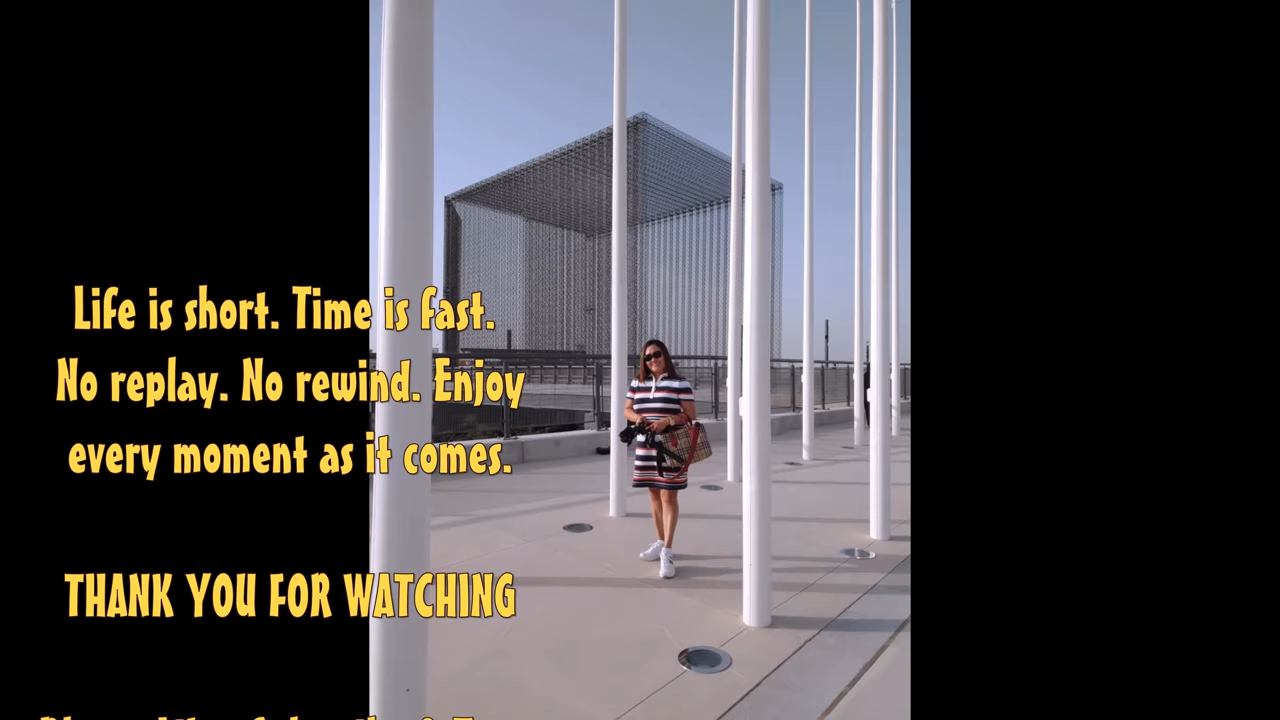 Life is short. Time is fast.
No replay. No rewind. Enjoy
every moment as it comes.
THANK YOU FOR WATCHING